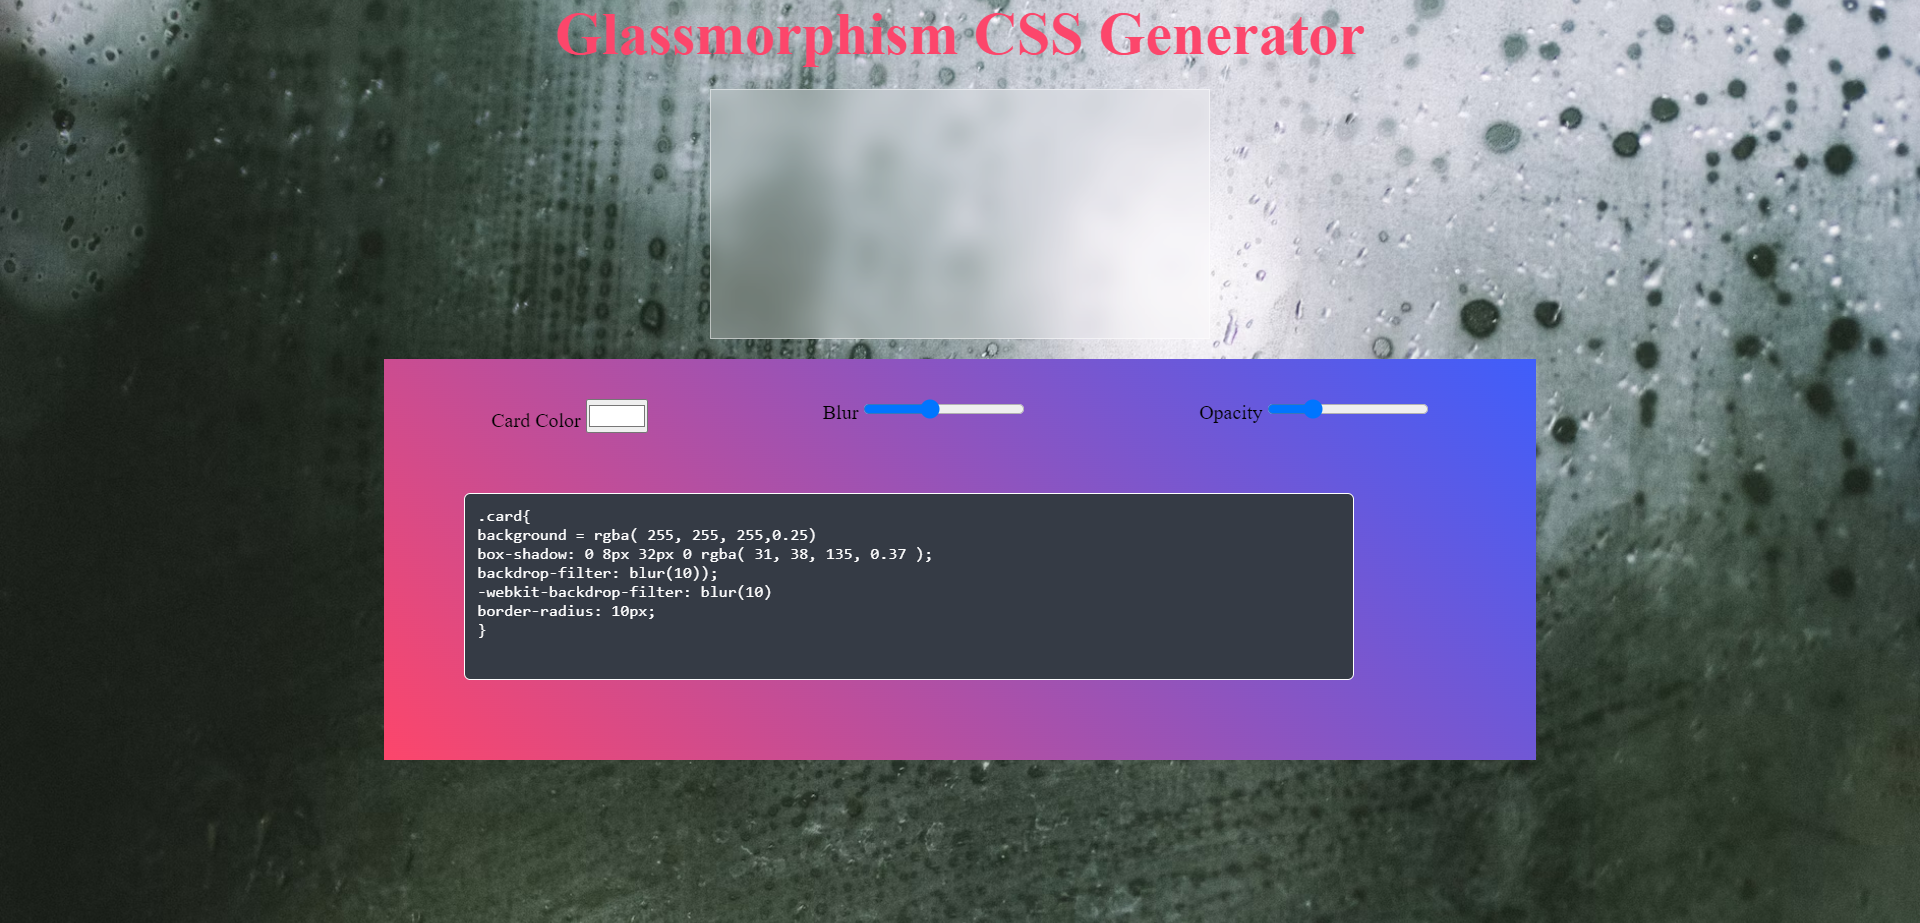 Glassmorphism CSS Generator
Card Color
Blur
Opacity
.card{
background = rgba( 255, 255, 255,0.25)
box-shadow: 0 8px 32px 0 rgba( 31, 38, 135, 0.37 );
backdrop-filter: blur(10));
-webkit-backdrop-filter: blur(10)
border-radius: 10px;
}